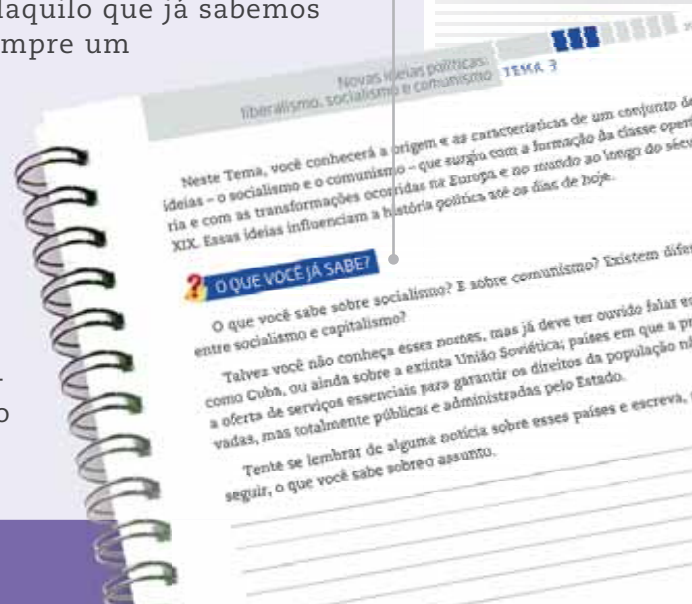 daquilo que já sabemos
empre um
o
Novas ideias políticas:
liberalismo, socialismo e comunismo TEMA 3
Neste Tema, você conhecerá a origem e as características de um conjunto de
ideias – o socialismo e o comunismo – que surgiu com a formação da classe operá
ria e com as transformações ocorridas na Europa e no mundo ao longo do sécu
XIX. Essas ideias influenciam a história política até os dias de hoje.
? O QUE VOCÊ JÁ SABE?
O que você sabe sobre socialismo? E sobre comunismo? Existem difer
entre socialismo e capitalismo?
Talvez você não conheça esses nomes, mas já deve ter ouvido falas
como Cuba, ou ainda sobre a extinta União Soviética; países em que a pr
a oferta de serviços essenciais para garantir os direitos da população nã
vadas, mas totalmente públicas e administradas pelo Estado.
Tente se lembrar de alguma notícia sobre esses países e escreva,
seguir, o que você sabe sobre o assunto.